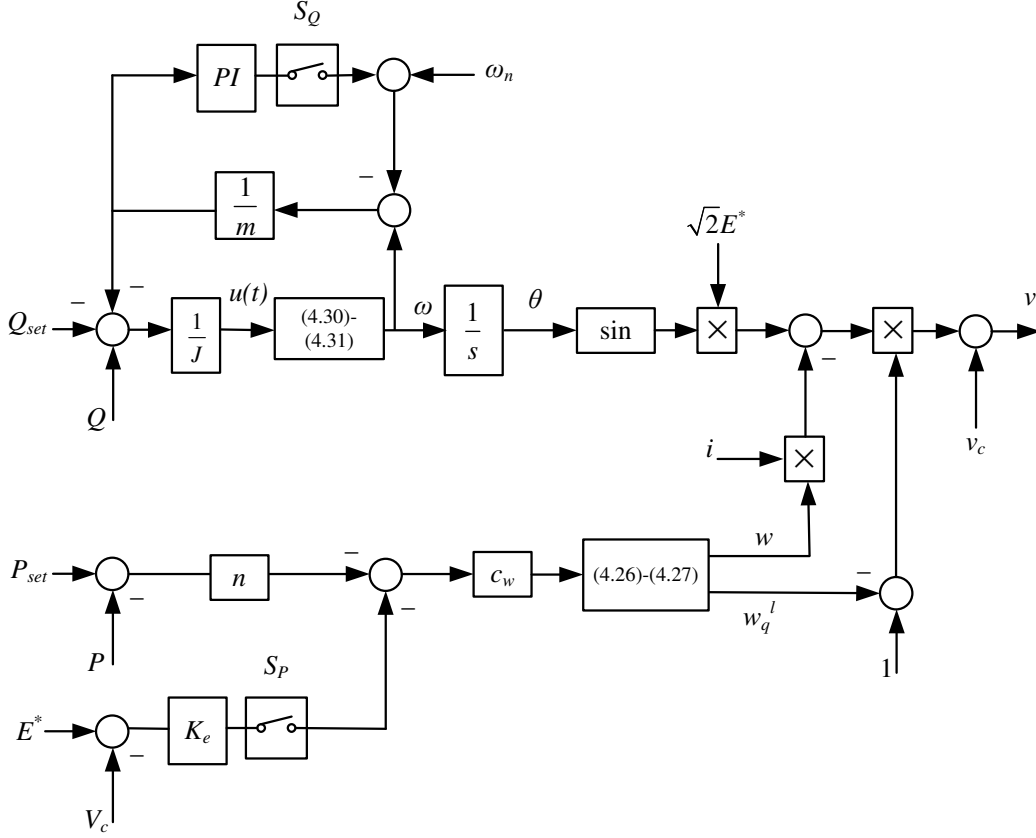 S_Q
PI
ω_n
−
1/m
√2E*
− −
u(t)
ω
θ
v
Q_set
1/J
(4.30)-
(4.31)
1/s
sin
×
×
−
Q
i
×
v_c
w
P_set
−
n
−
c_w
(4.26)-(4.27)
−
−
w_q^l
P
1
S_P
E*
−
K_e
V_c